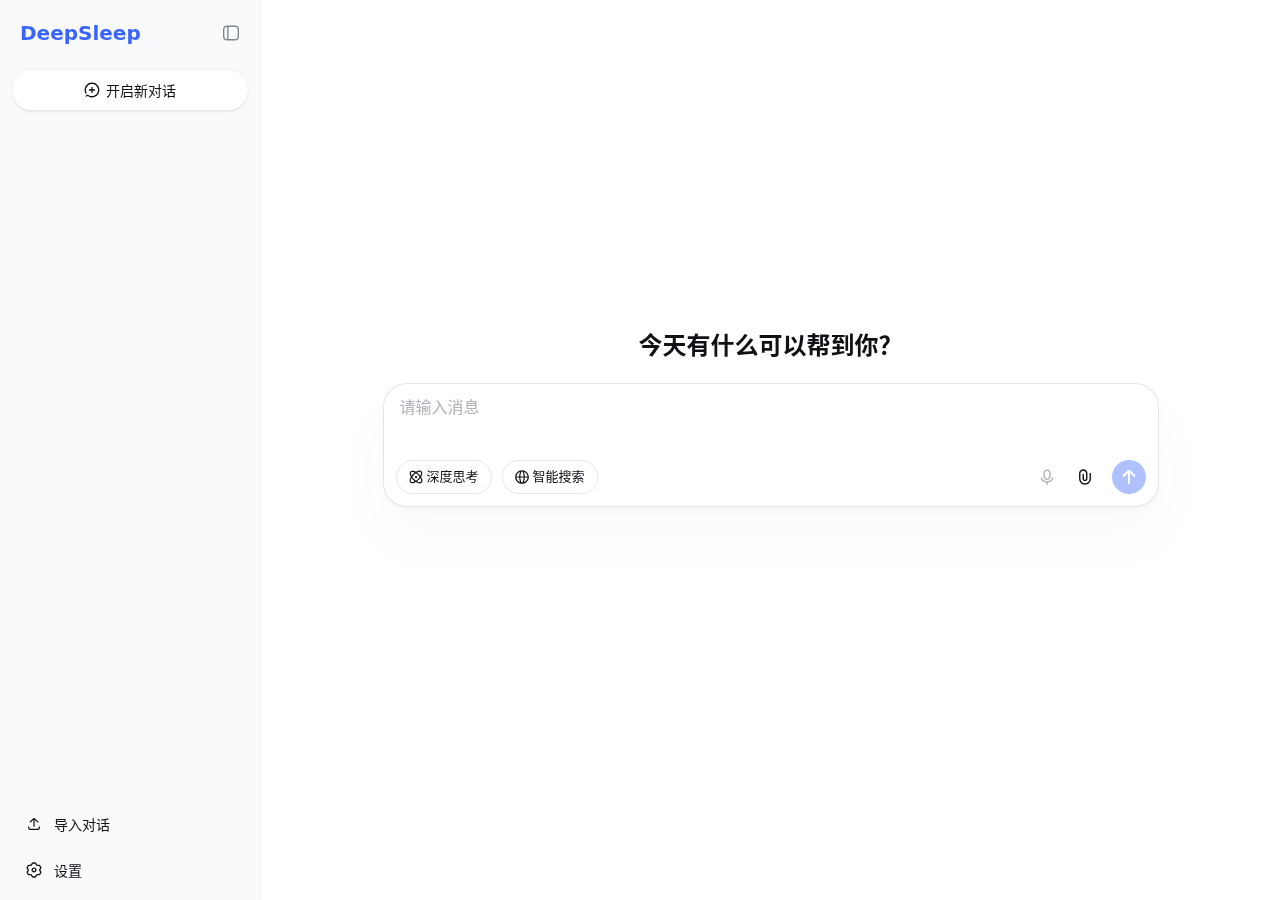 DeepSleep
开启新对话
今天有什么可以帮到你?
请输入消息
深度思考
智能搜索
导入对话
设置